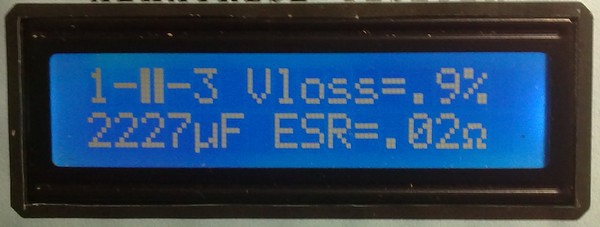 1-▮▮-3 Vloss=.9%
2227µF ESR=.02Ω